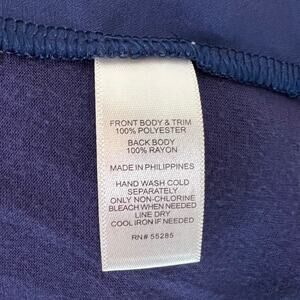 FRONT BODY & TRIM
100% POLYESTER
BACK BODY
100% RAYON
MADE IN PHILIPPINES
HAND WASH COLD
SEPARATELY
ONLY NON-CHLORINE
BLEACH WHEN NEEDED
LINE DRY
COOL IRON IF NEEDED
RN# 55285